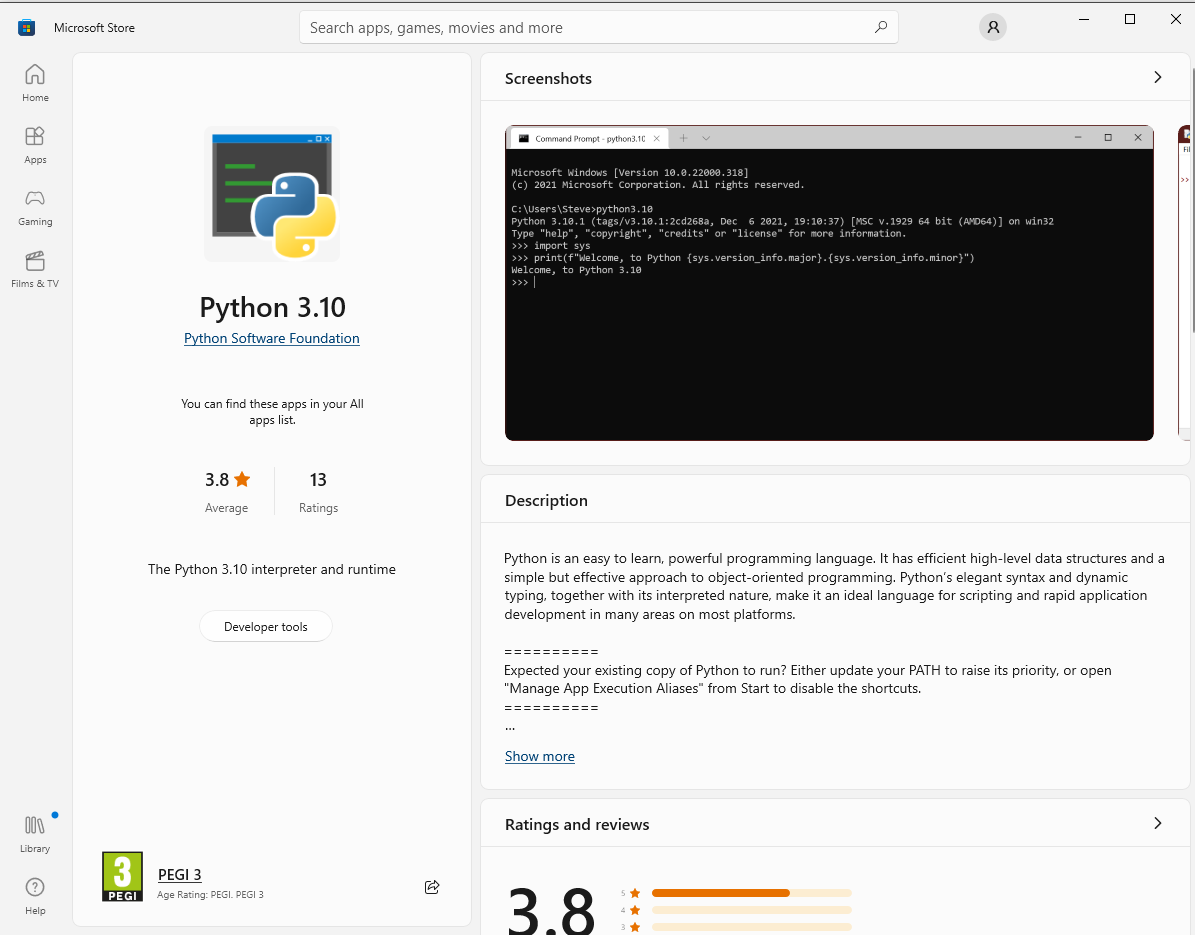 Microsoft Store
Search apps, games, movies and more
Home
Apps
Gaming
Films & TV
Library
Help
Python 3.10
Python Software Foundation
You can find these apps in your All
apps list.
3.8
Average
13
Ratings
The Python 3.10 interpreter and runtime
Developer tools
3
PEGI
PEGI 3
Age Rating: PEGI. PEGI 3
Screenshots
Command Prompt - python3.10
Microsoft Windows [Version 10.0.22000.318]
(c) 2021 Microsoft Corporation. All rights reserved.
C:\Users\Steve>python3.10
Python 3.10.1 (tags/v3.10.1:2cd268a, Dec  6 2021, 19:10:37) [MSC v.1929 64 bit (AMD64)] on win32
Type "help", "copyright", "credits" or "license" for more information.
>>> import sys
>>> print(f"Welcome, to Python {sys.version_info.major}.{sys.version_info.minor}")
Welcome, to Python 3.10
>>>
>>
Description
Python is an easy to learn, powerful programming language. It has efficient high-level data structures and a
simple but effective approach to object-oriented programming. Python's elegant syntax and dynamic
typing, together with its interpreted nature, make it an ideal language for scripting and rapid application
development in many areas on most platforms.
==========
Expected your existing copy of Python to run? Either update your PATH to raise its priority, or open
"Manage App Execution Aliases" from Start to disable the shortcuts.
==========
...
Show more
Ratings and reviews
3.8
5
4
3